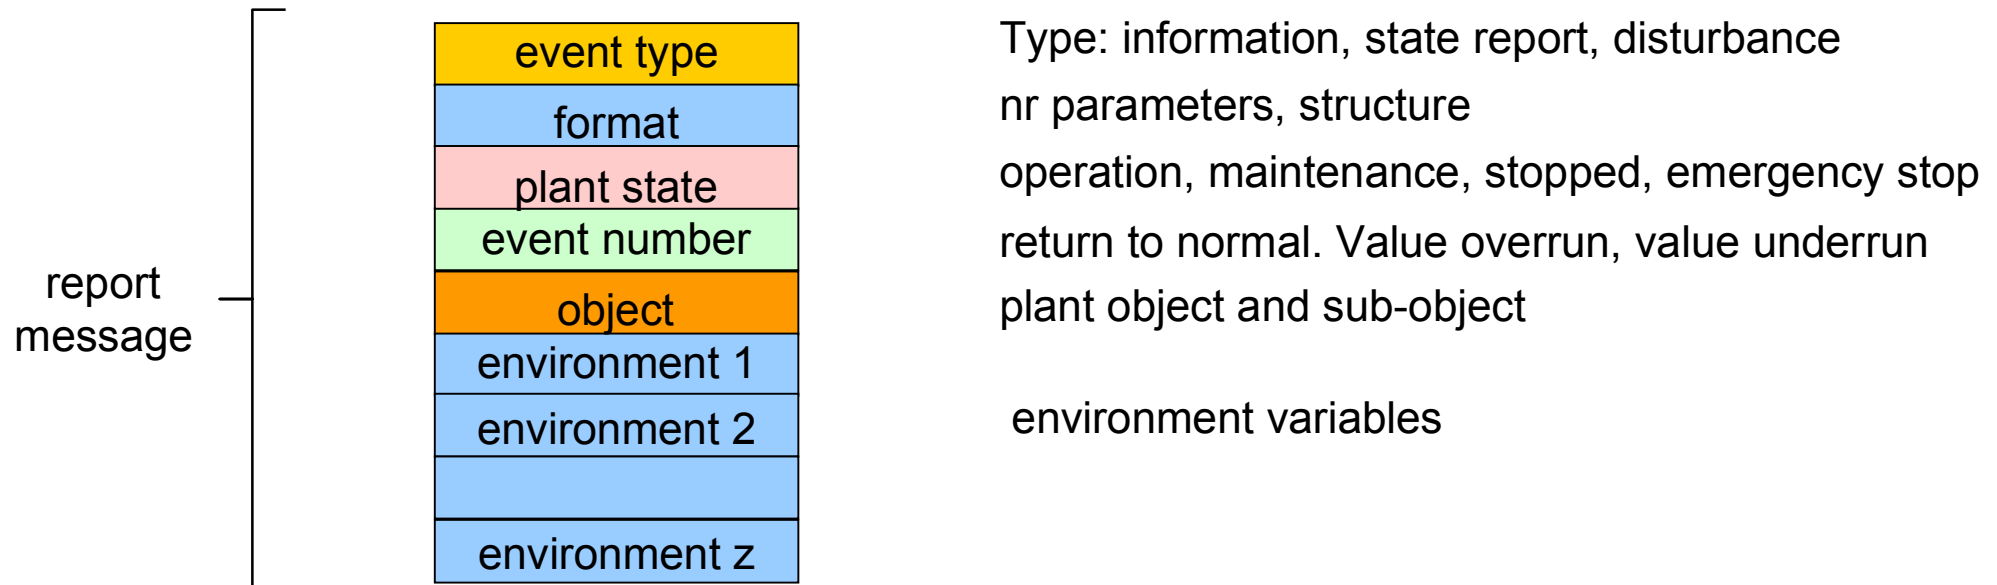 event type
Type: information, state report, disturbance
format
nr parameters, structure
plant state
operation, maintenance, stopped, emergency stop
event number
return to normal. Value overrun, value underrun
report
message
object
plant object and sub-object
environment 1
environment 2
environment variables
environment z